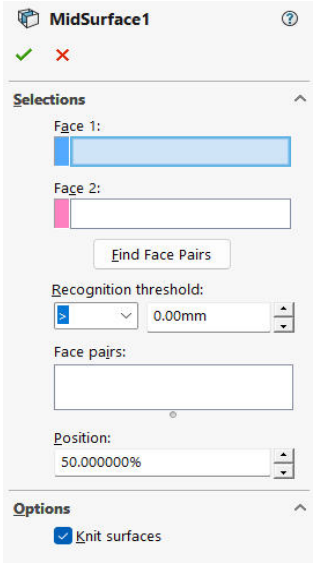 MidSurface1
Selections
Face 1:
Face 2:
Find Face Pairs
Recognition threshold:
> 0.00mm
Face pairs:
Position:
50.000000%
Options
Knit surfaces